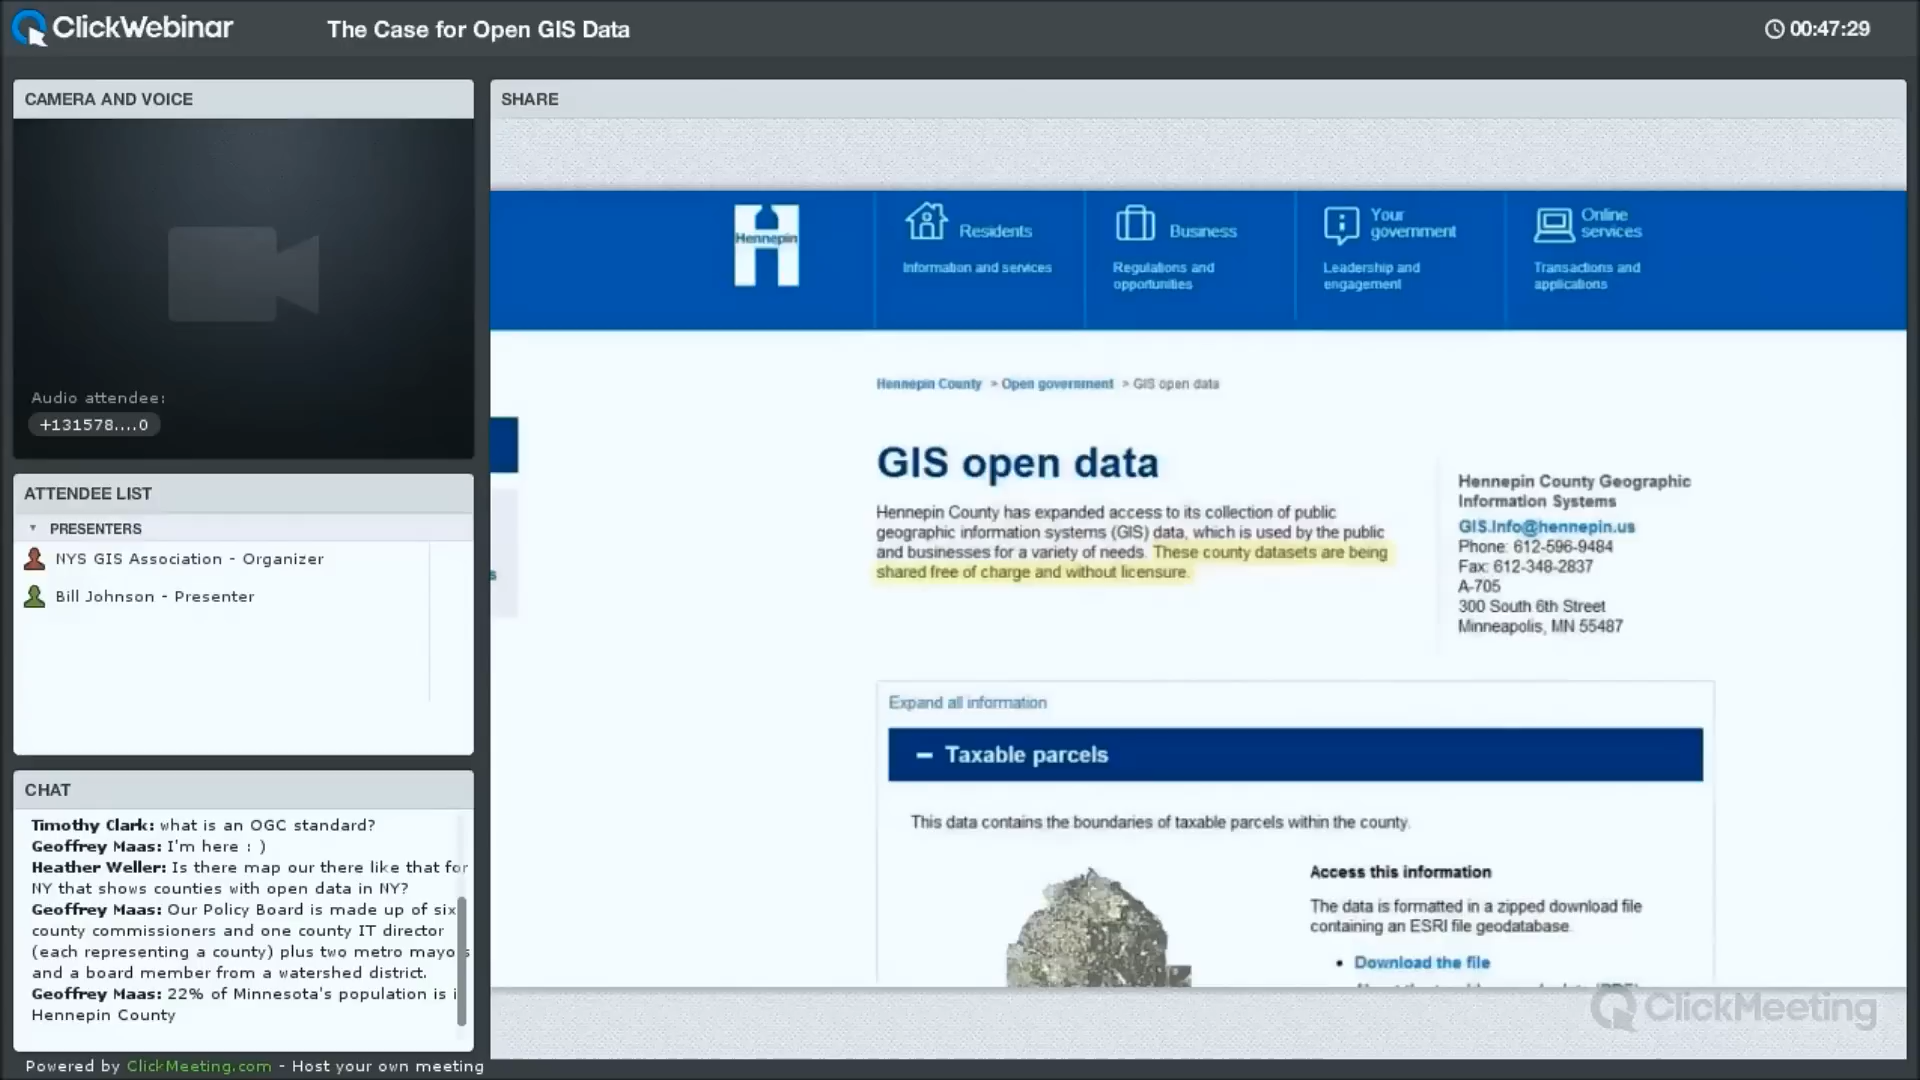 ClickWebinar
The Case for Open GIS Data
00:47:29
CAMERA AND VOICE
Audio attendee:
+131578....0
ATTENDEE LIST
PRESENTERS
NYS GIS Association - Organizer
Bill Johnson - Presenter
CHAT
Timothy Clark: what is an OGC standard?
Geoffrey Maas: I'm here : )
Heather Weller: Is there map our there like that for
NY that shows counties with open data in NY?
Geoffrey Maas: Our Policy Board is made up of six
county commissioners and one county IT director
(each representing a county) plus two metro mayo
and a board member from a watershed district.
Geoffrey Maas: 22% of Minnesota's population is i
Hennepin County
Powered by ClickMeeting.com - Host your own meeting
SHARE
Hennepin
Residents
Information and services
Business
Regulations and
opportunities
Your
government
Leadership and
engagement
Online
services
Transactions and
applications
Hennepin County > Open government > GIS open data
GIS open data
Hennepin County has expanded access to its collection of public
geographic information systems (GIS) data, which is used by the public
and businesses for a variety of needs. These county datasets are being
shared free of charge and without licensure.
Hennepin County Geographic
Information Systems
GIS.Info@hennepin.us
Phone: 612-596-9484
Fax: 612-348-2837
A-705
300 South 6th Street
Minneapolis, MN 55487
Expand all information
– Taxable parcels
This data contains the boundaries of taxable parcels within the county.
Access this information
The data is formatted in a zipped download file
containing an ESRI file geodatabase.
• Download the file
ClickMeeting